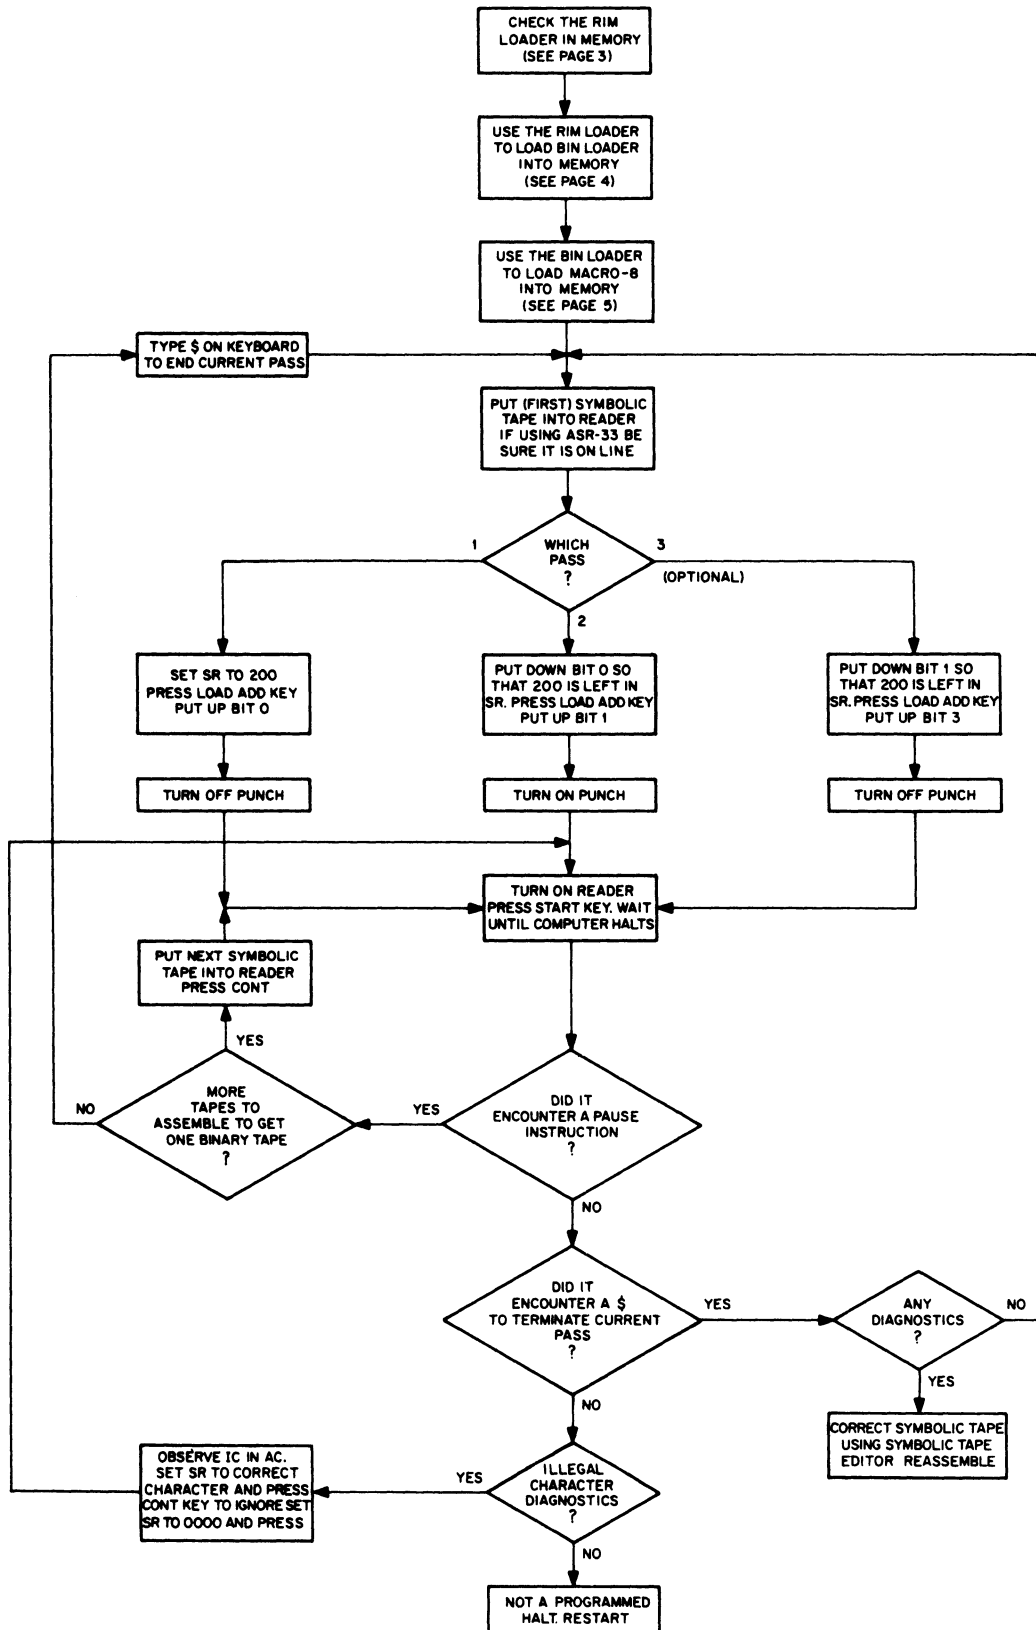 CHECK THE RIM
LOADER IN MEMORY
(SEE PAGE 3)
USE THE RIM LOADER
TO LOAD BIN LOADER
INTO MEMORY
(SEE PAGE 4)
USE THE BIN LOADER
TO LOAD MACRO-8
INTO MEMORY
(SEE PAGE 5)
TYPE $ ON KEYBOARD
TO END CURRENT PASS
PUT (FIRST) SYMBOLIC
TAPE INTO READER
IF USING ASR-33 BE
SURE IT IS ON LINE
WHICH
PASS
?
1
2
3
(OPTIONAL)
SET SR TO 200
PRESS LOAD ADD KEY
PUT UP BIT 0
PUT DOWN BIT 0 SO
THAT 200 IS LEFT IN
SR. PRESS LOAD ADD KEY
PUT UP BIT 1
PUT DOWN BIT 1 SO
THAT 200 IS LEFT IN
SR. PRESS LOAD ADD KEY
PUT UP BIT 3
TURN OFF PUNCH
TURN ON PUNCH
TURN OFF PUNCH
TURN ON READER
PRESS START KEY. WAIT
UNTIL COMPUTER HALTS
PUT NEXT SYMBOLIC
TAPE INTO READER
PRESS CONT
YES
MORE
TAPES TO
ASSEMBLE TO GET
ONE BINARY TAPE
?
NO
YES
DID IT
ENCOUNTER A PAUSE
INSTRUCTION
?
NO
DID IT
ENCOUNTER A $
TO TERMINATE CURRENT
PASS
?
YES
ANY
DIAGNOSTICS
?
NO
YES
CORRECT SYMBOLIC TAPE
USING SYMBOLIC TAPE
EDITOR REASSEMBLE
NO
ILLEGAL
CHARACTER
DIAGNOSTICS
?
YES
OBSERVE IC IN AC.
SET SR TO CORRECT
CHARACTER AND PRESS
CONT KEY TO IGNORE SET
SR TO 0000 AND PRESS
NO
NOT A PROGRAMMED
HALT. RESTART